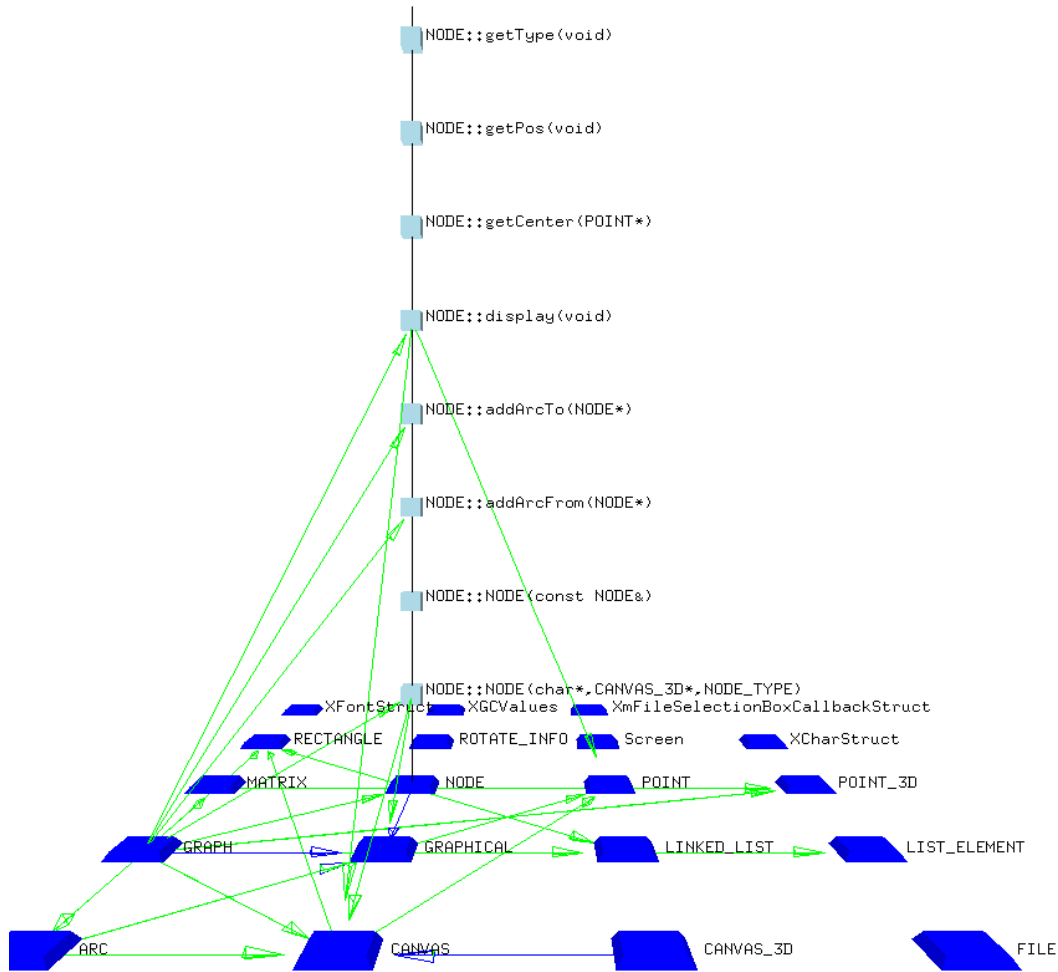 NODE::getType(void)
NODE::getPos(void)
NODE::getCenter(POINT*)
NODE::display(void)
NODE::addArcTo(NODE*)
NODE::addArcFrom(NODE*)
NODE::NODE(const NODE&)
NODE::NODE(char*,CANVAS_3D*,NODE_TYPE)
XFontStruct XGCValues XmFileSelectionBoxCallbackStruct
RECTANGLE ROTATE_INFO Screen XCharStruct
MATRIX NODE POINT POINT_3D
GRAPH GRAPHICAL LINKED_LIST LIST_ELEMENT
ARC CANVAS CANVAS_3D FILE